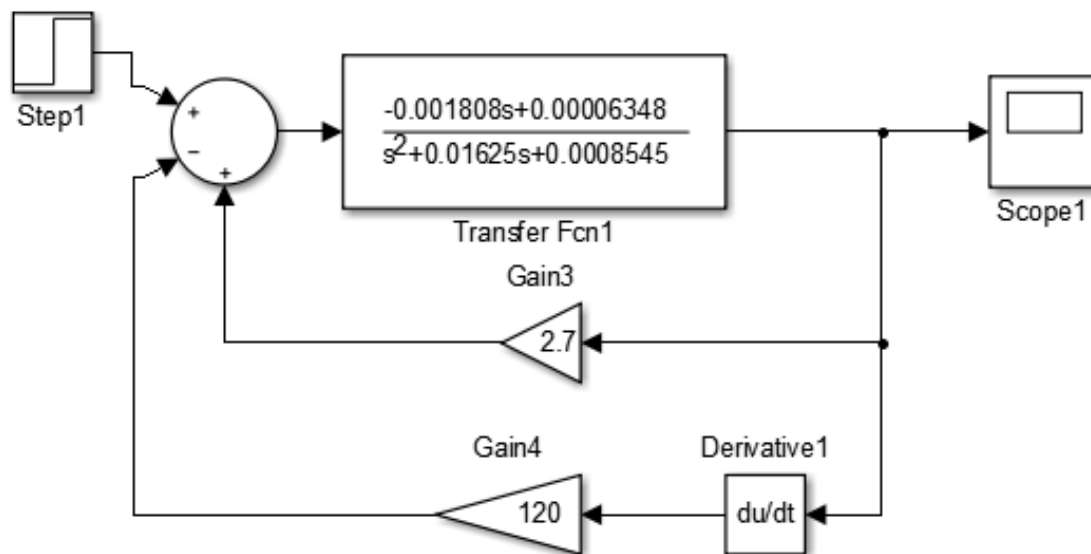 Step1
+
−
+
-0.001808s+0.00006348
s2+0.01625s+0.0008545
Transfer Fcn1
Scope1
Gain3
2.7
Gain4
120
Derivative1
du/dt